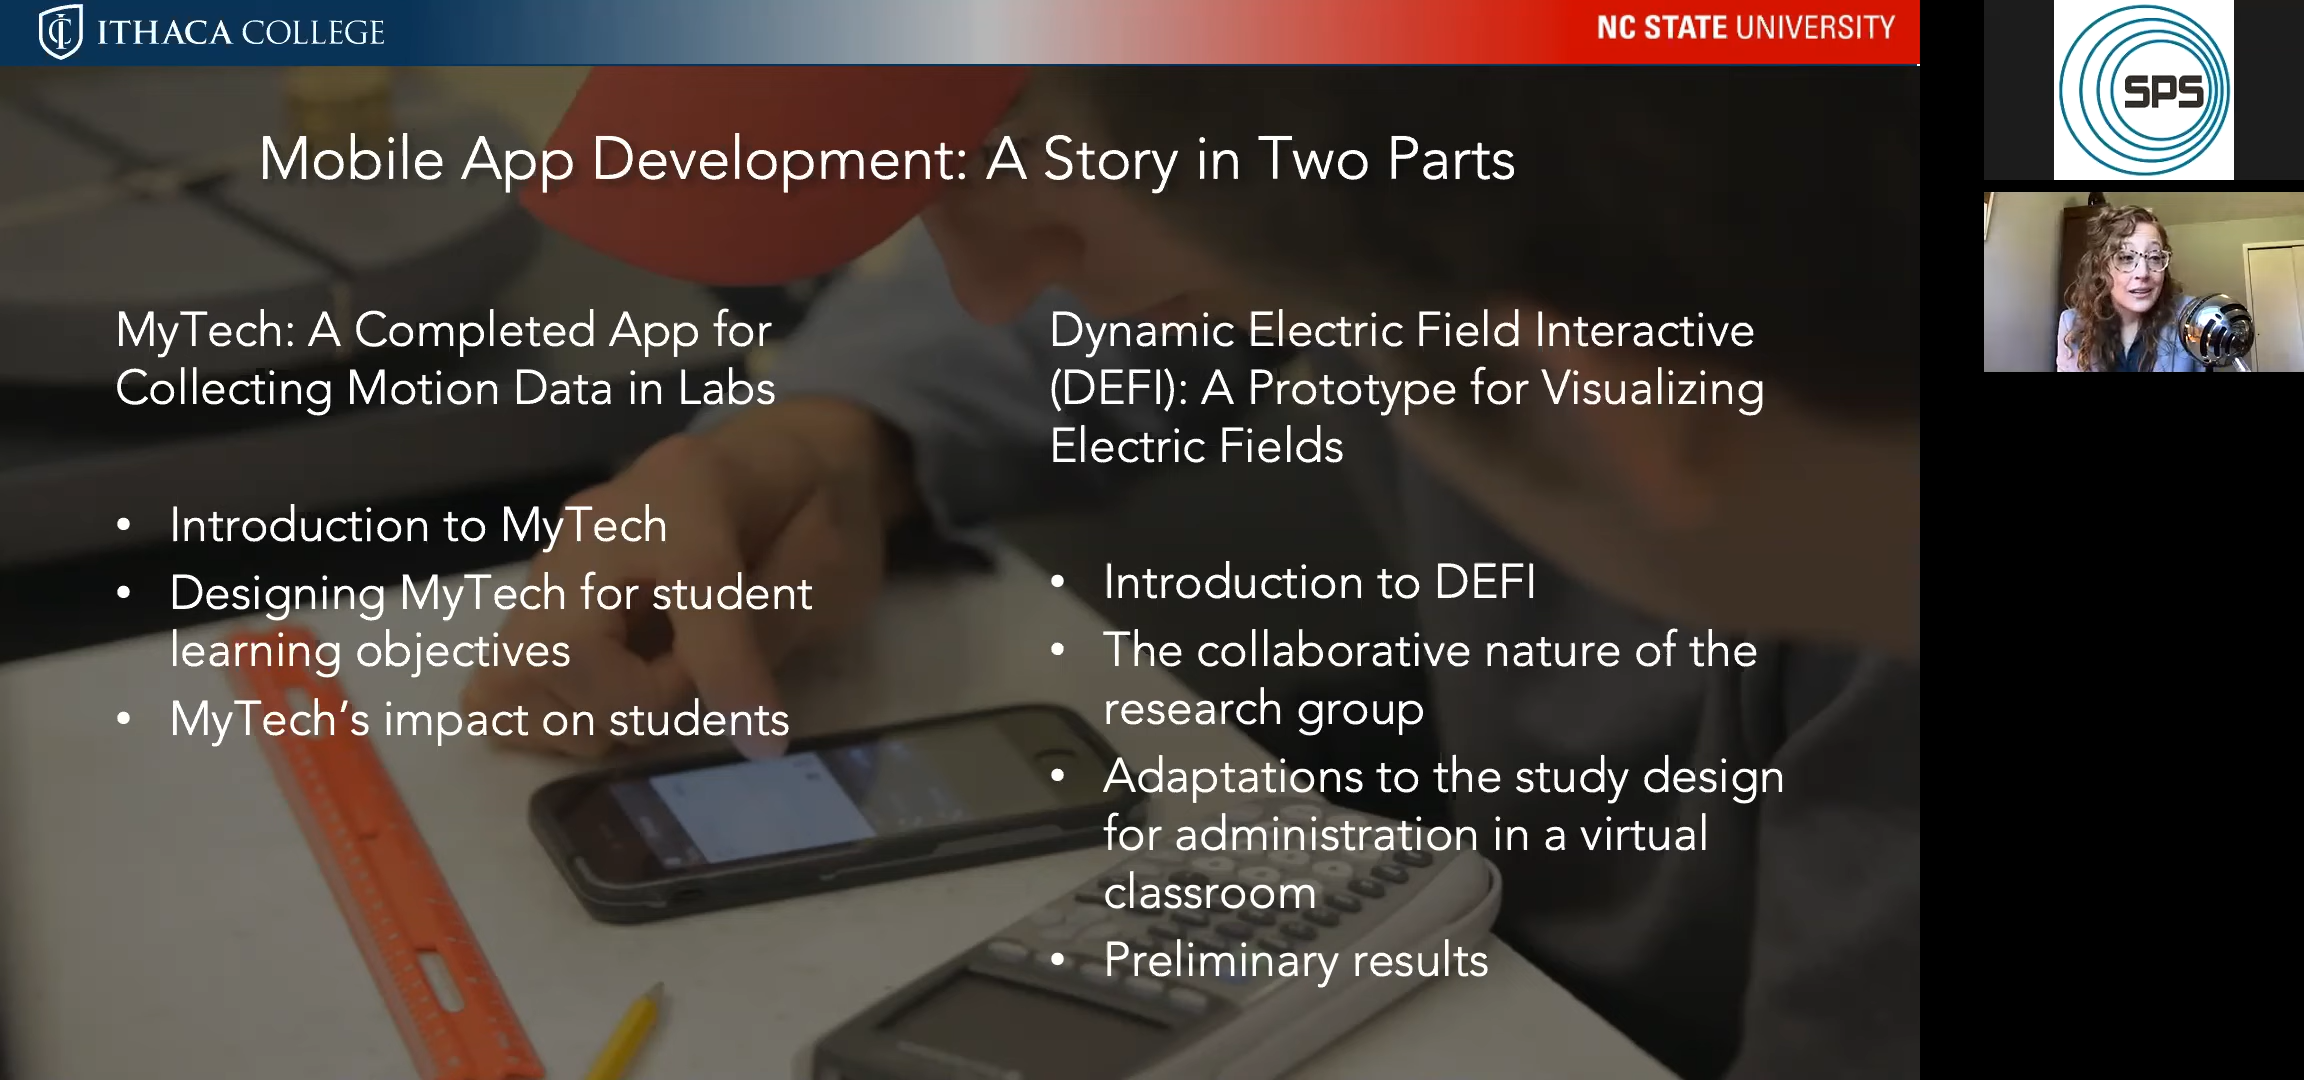 ITHACA COLLEGE
NC STATE UNIVERSITY
SPS
Mobile App Development: A Story in Two Parts
MyTech: A Completed App for
Collecting Motion Data in Labs
• Introduction to MyTech
• Designing MyTech for student
learning objectives
• MyTech’s impact on students
Dynamic Electric Field Interactive
(DEFI): A Prototype for Visualizing
Electric Fields
• Introduction to DEFI
• The collaborative nature of the
research group
• Adaptations to the study design
for administration in a virtual
classroom
• Preliminary results